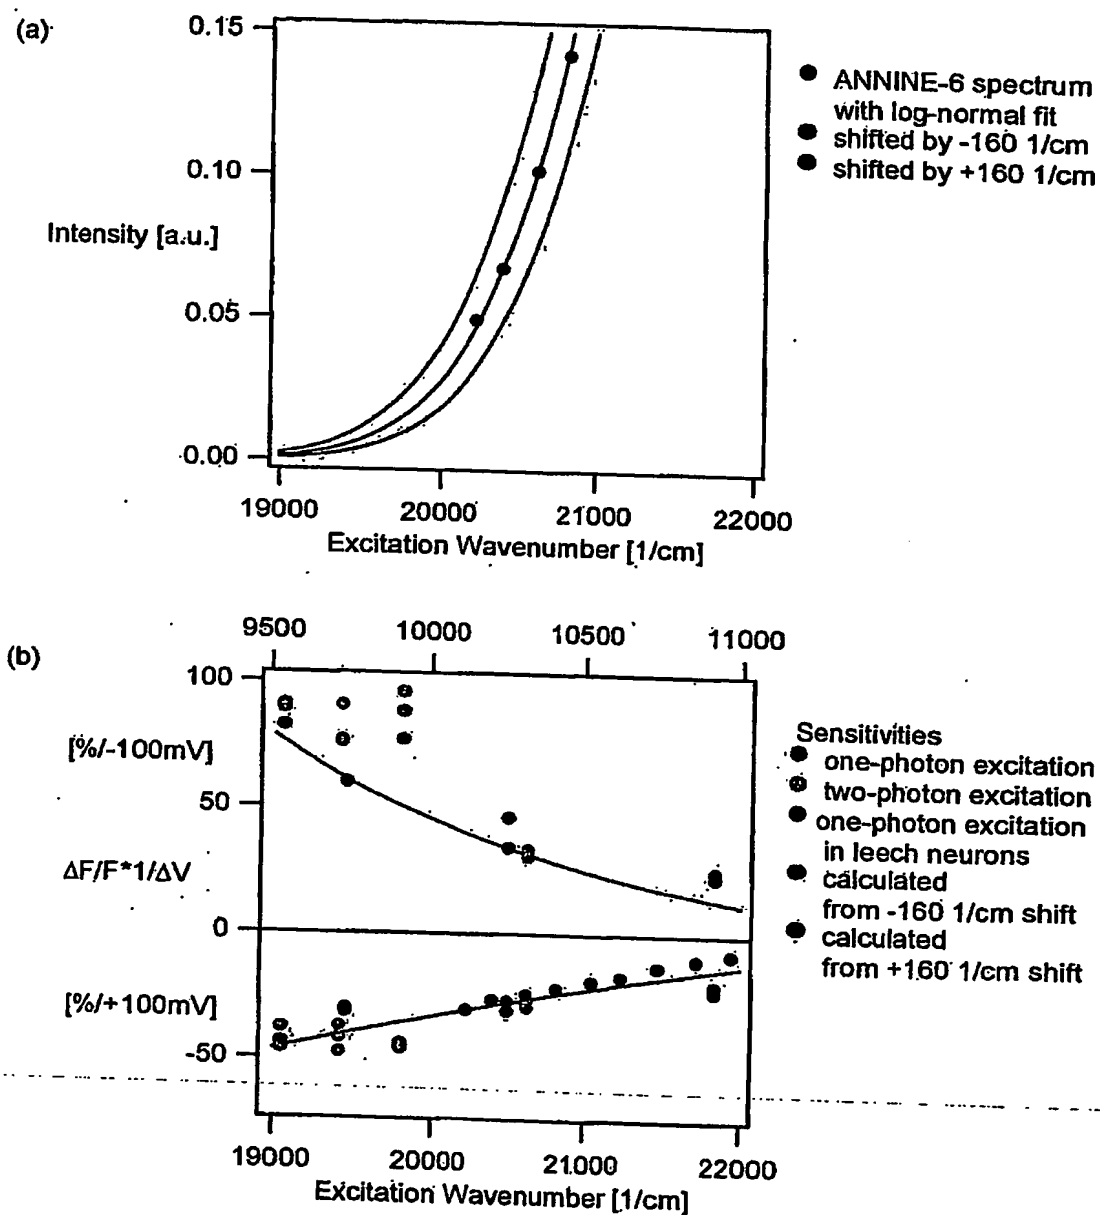 (a)
0.15
0.10
Intensity [a.u.]
0.05
0.00
19000 20000 21000 22000
Excitation Wavenumber [1/cm]
ANNINE-6 spectrum
with log-normal fit
shifted by -160 1/cm
shifted by +160 1/cm
(b)
9500 10000 10500 11000
100
[%/-100mV]
50
ΔF/F*1/ΔV
0
[%/+100mV]
-50
19000 20000 21000 22000
Excitation Wavenumber [1/cm]
Sensitivities
one-photon excitation
two-photon excitation
one-photon excitation
in leech neurons
calculated
from -160 1/cm shift
calculated
from +160 1/cm shift